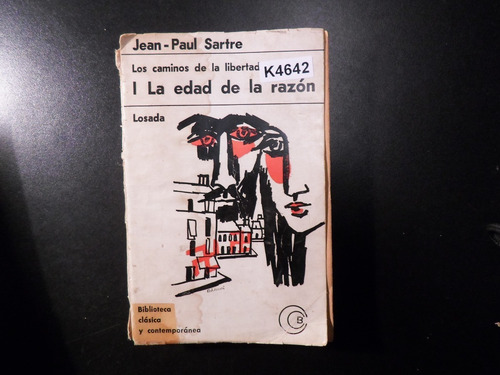 Jean-Paul Sartre
Los caminos de la libertad
K4642
I La edad de la razón
Losada
Biblioteca
clásica
y contemporánea
B